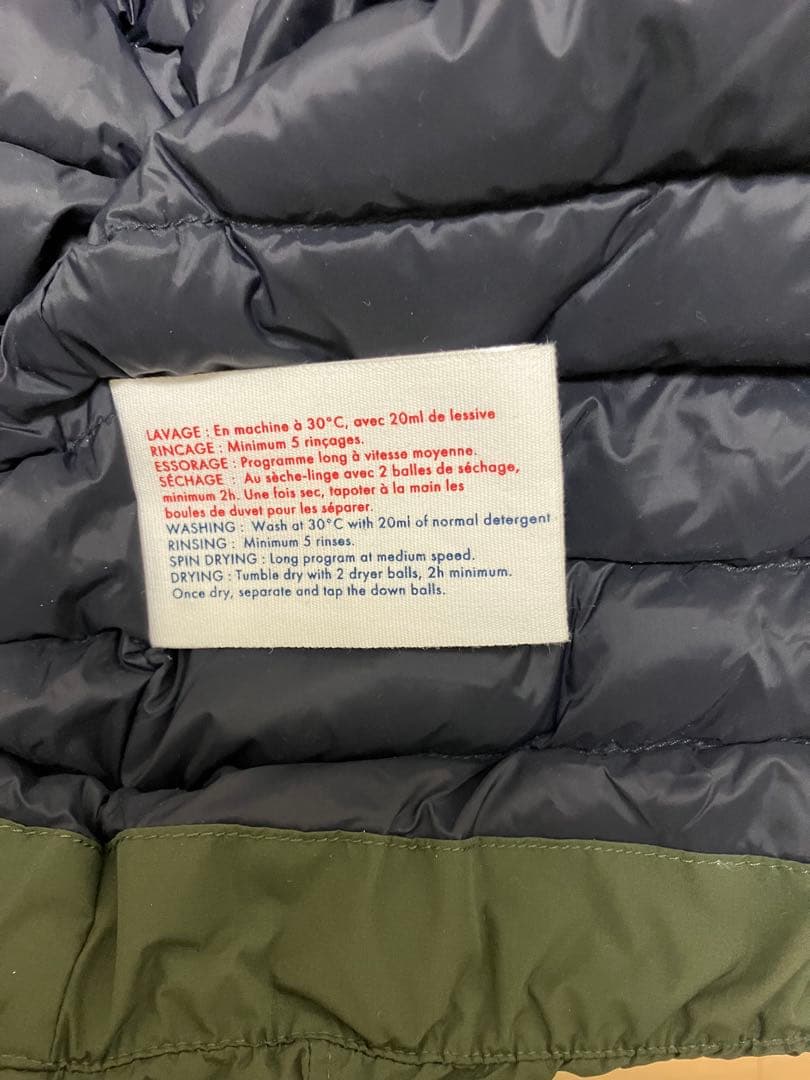 LAVAGE : En machine à 30°C, avec 20ml de lessive
RINCAGE : Minimum 5 rinçages.
ESSORAGE : Programme long à vitesse moyenne.
SÉCHAGE : Au sèche-linge avec 2 balles de séchage,
minimum 2h. Une fois sec, tapoter à la main les
boules de duvet pour les séparer.
WASHING : Wash at 30°C with 20ml of normal detergent
RINSING : Minimum 5 rinses.
SPIN DRYING : Long program at medium speed.
DRYING : Tumble dry with 2 dryer balls, 2h minimum.
Once dry, separate and tap the down balls.